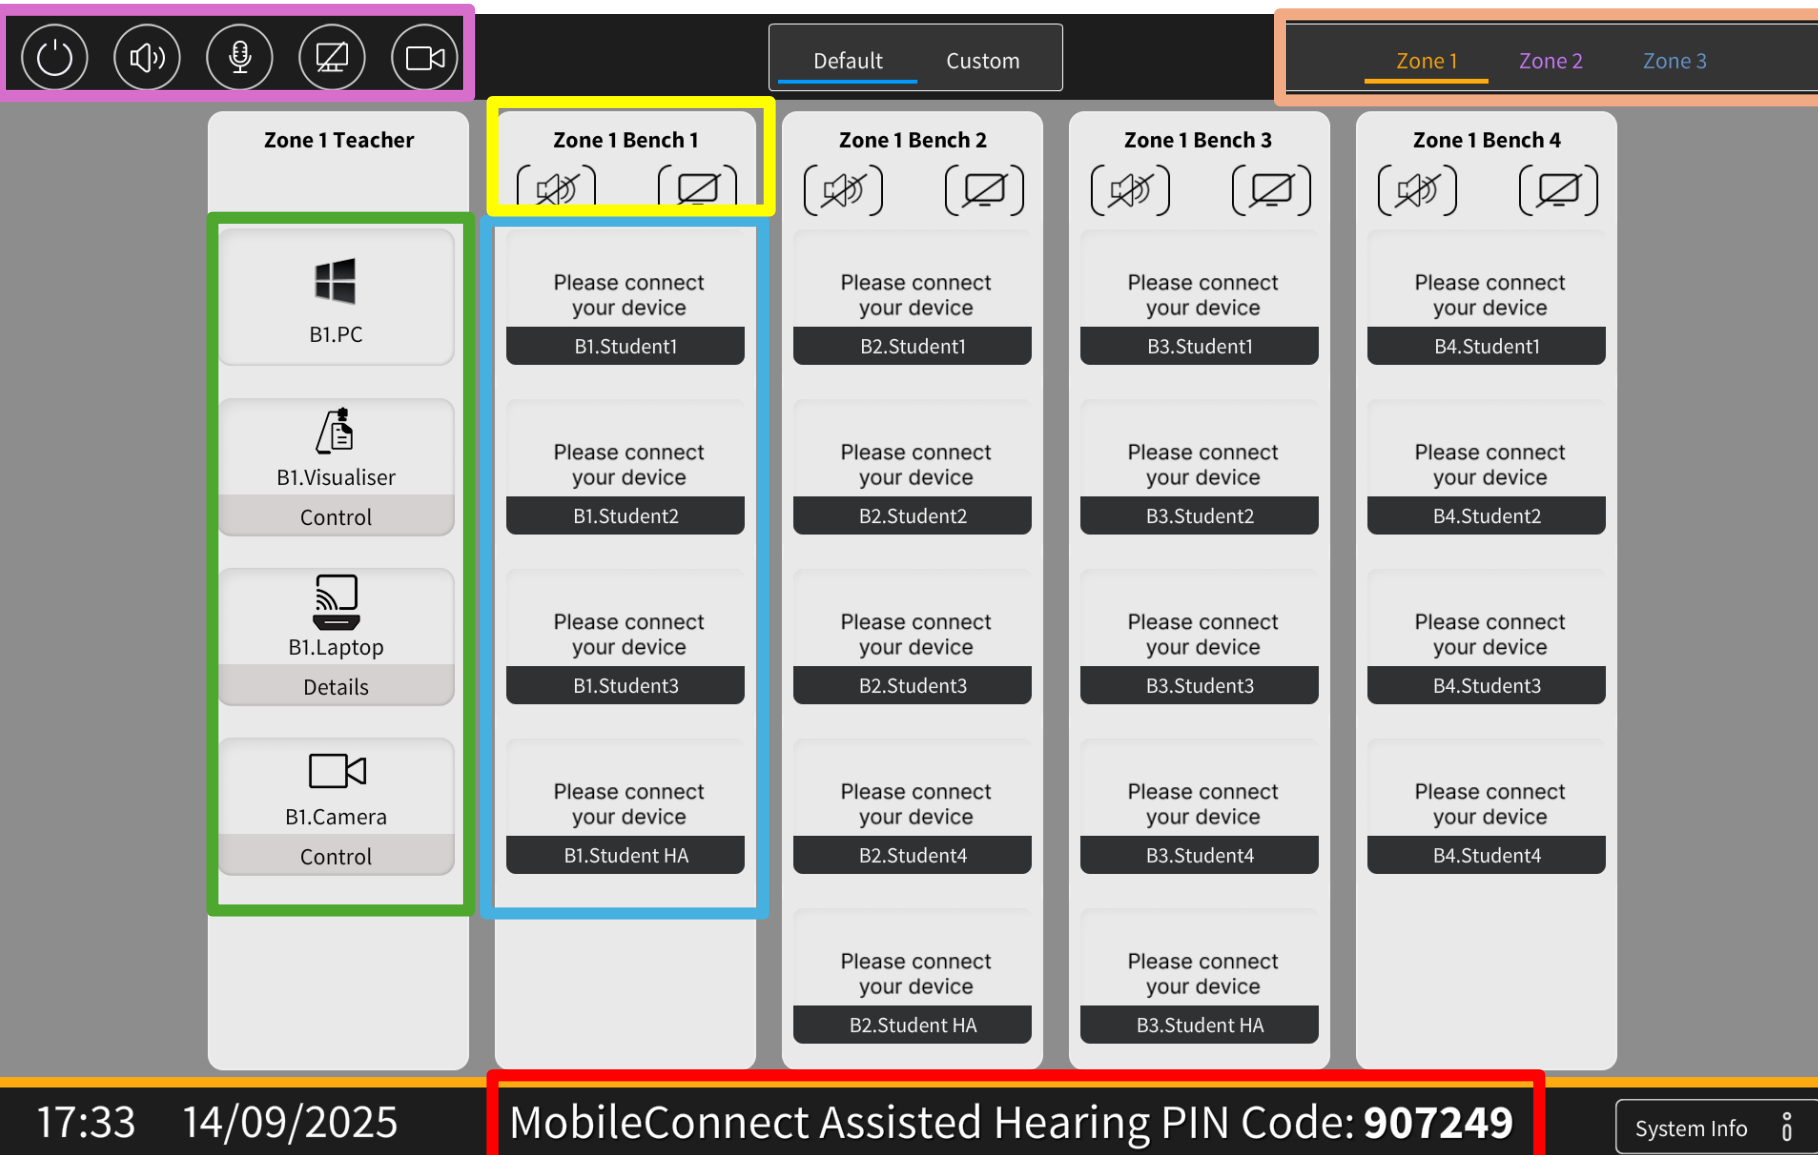 Default Custom
Zone 1 Zone 2 Zone 3
Zone 1 Teacher
B1.PC
B1.Visualiser
Control
B1.Laptop
Details
B1.Camera
Control
Zone 1 Bench 1
Please connect
your device
B1.Student1
Please connect
your device
B1.Student2
Please connect
your device
B1.Student3
Please connect
your device
B1.Student HA
Zone 1 Bench 2
Please connect
your device
B2.Student1
Please connect
your device
B2.Student2
Please connect
your device
B2.Student3
Please connect
your device
B2.Student4
Please connect
your device
B2.Student HA
Zone 1 Bench 3
Please connect
your device
B3.Student1
Please connect
your device
B3.Student2
Please connect
your device
B3.Student3
Please connect
your device
B3.Student4
Please connect
your device
B3.Student HA
Zone 1 Bench 4
Please connect
your device
B4.Student1
Please connect
your device
B4.Student2
Please connect
your device
B4.Student3
Please connect
your device
B4.Student4
17:33 14/09/2025
MobileConnect Assisted Hearing PIN Code: 907249
System Info